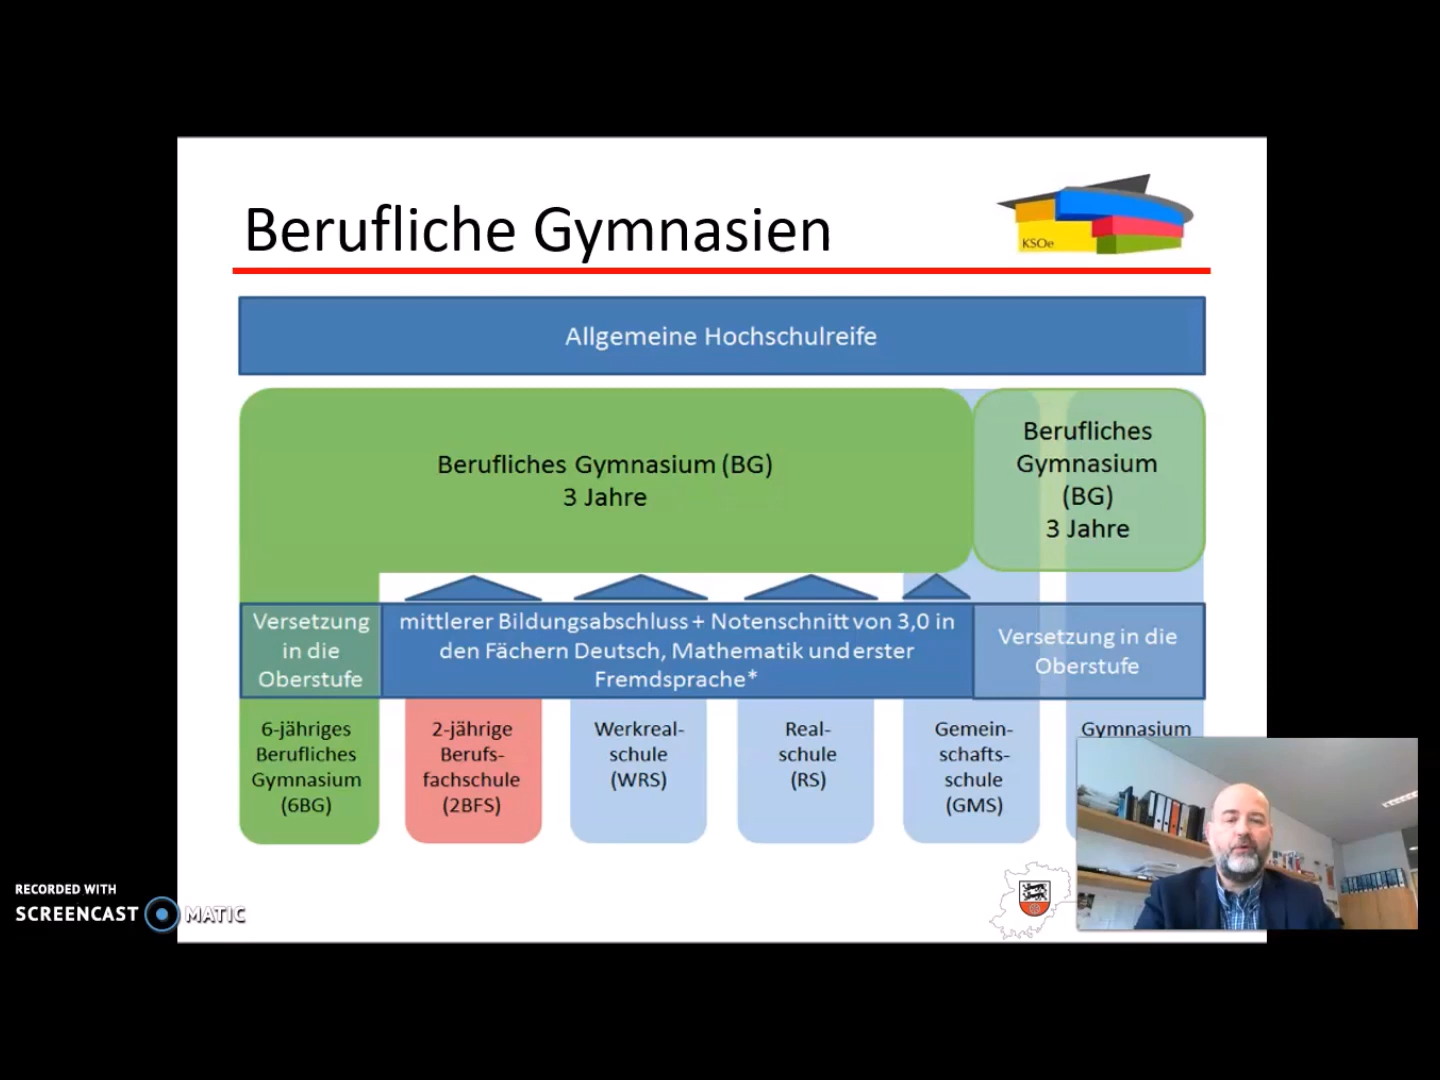 Berufliche Gymnasien
KSOe
Allgemeine Hochschulreife
Berufliches Gymnasium (BG)
3 Jahre
Berufliches
Gymnasium
(BG)
3 Jahre
Versetzung
in die
Oberstufe
mittlerer Bildungsabschluss + Notenschnitt von 3,0 in
den Fächern Deutsch, Mathematik und erster
Fremdsprache*
Versetzung in die
Oberstufe
6-jähriges
Berufliches
Gymnasium
(6BG)
2-jährige
Berufs-
fachschule
(2BFS)
Werkreal-
schule
(WRS)
Real-
schule
(RS)
Gemein-
schafts-
schule
(GMS)
Gymnasium
RECORDED WITH
SCREENCAST MATIC